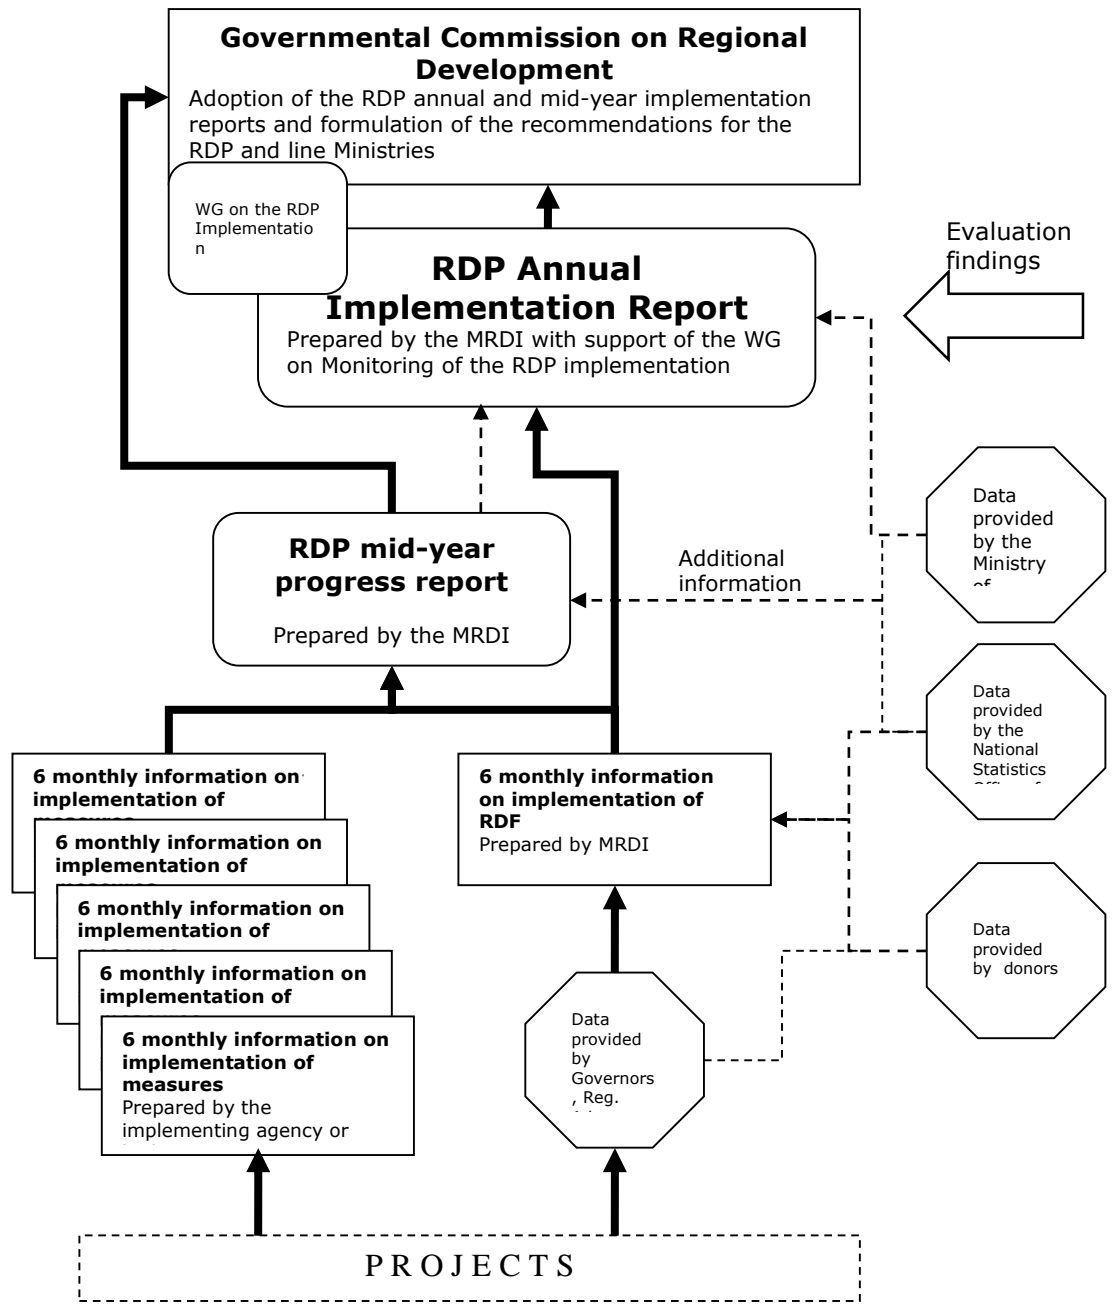 Governmental Commission on Regional
Development
Adoption of the RDP annual and mid-year implementation
reports and formulation of the recommendations for the
RDP and line Ministries
WG on the RDP
Implementatio
n
RDP Annual
Implementation Report
Prepared by the MRDI with support of the WG
on Monitoring of the RDP implementation
Evaluation
findings
RDP mid-year
progress report
Prepared by the MRDI
Additional
information
Data
provided
by the
Ministry
of
Data
provided
by the
National
Statistics
6 monthly information on
implementation of
measures
6 monthly information on
implementation of
measures
6 monthly information on
implementation of
measures
6 monthly information on
implementation of
measures
6 monthly information on
implementation of
measures
Prepared by the
implementing agency or
6 monthly information
on implementation of
RDF
Prepared by MRDI
Data
provided
by donors
Data
provided
by
Governors
, Reg.
PROJECTS